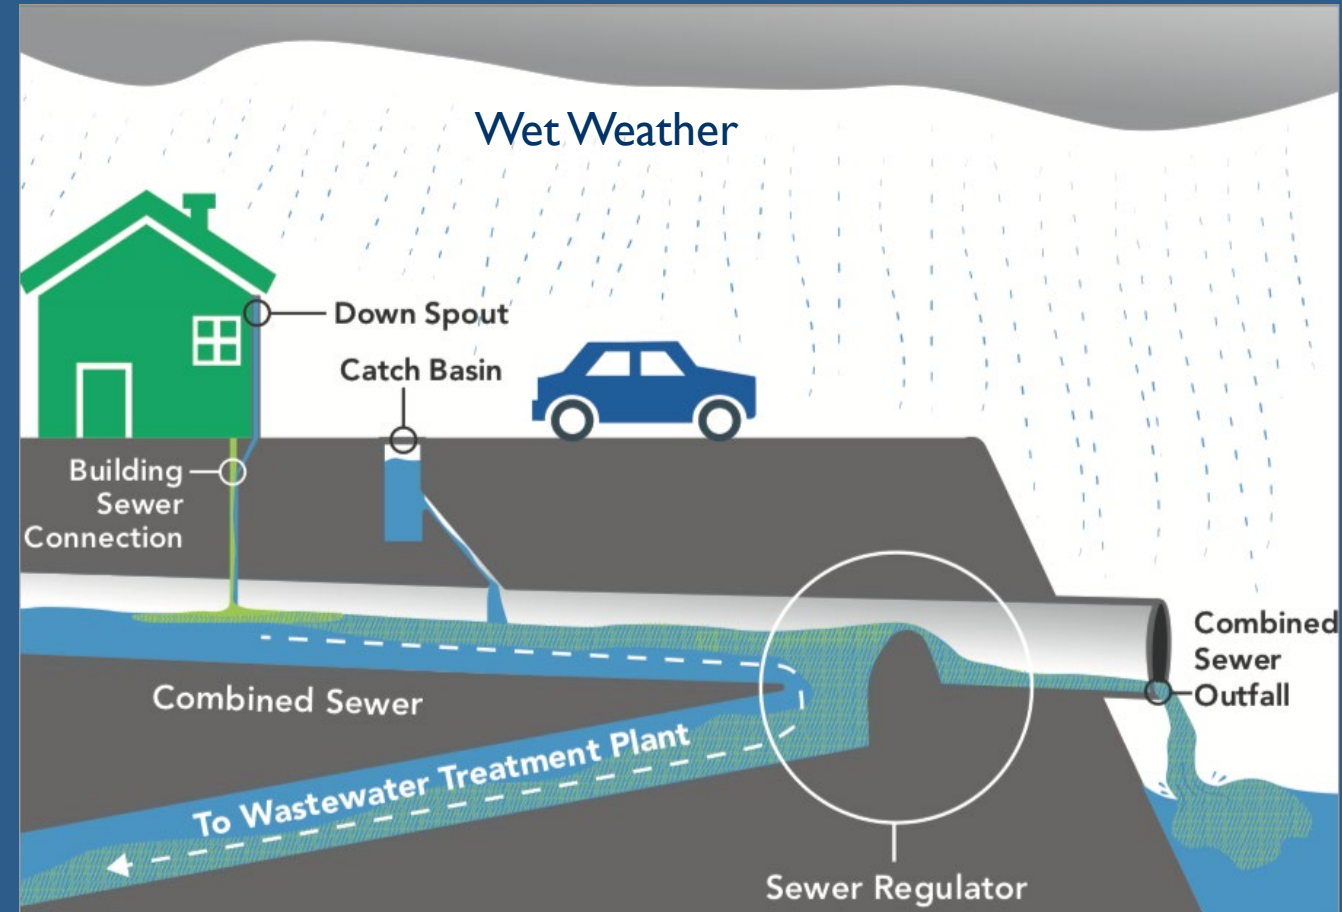 Wet Weather
Down Spout
Catch Basin
Building
Sewer
Connection
Combined
Sewer
Outfall
Combined Sewer
To Wastewater Treatment Plant
Sewer Regulator